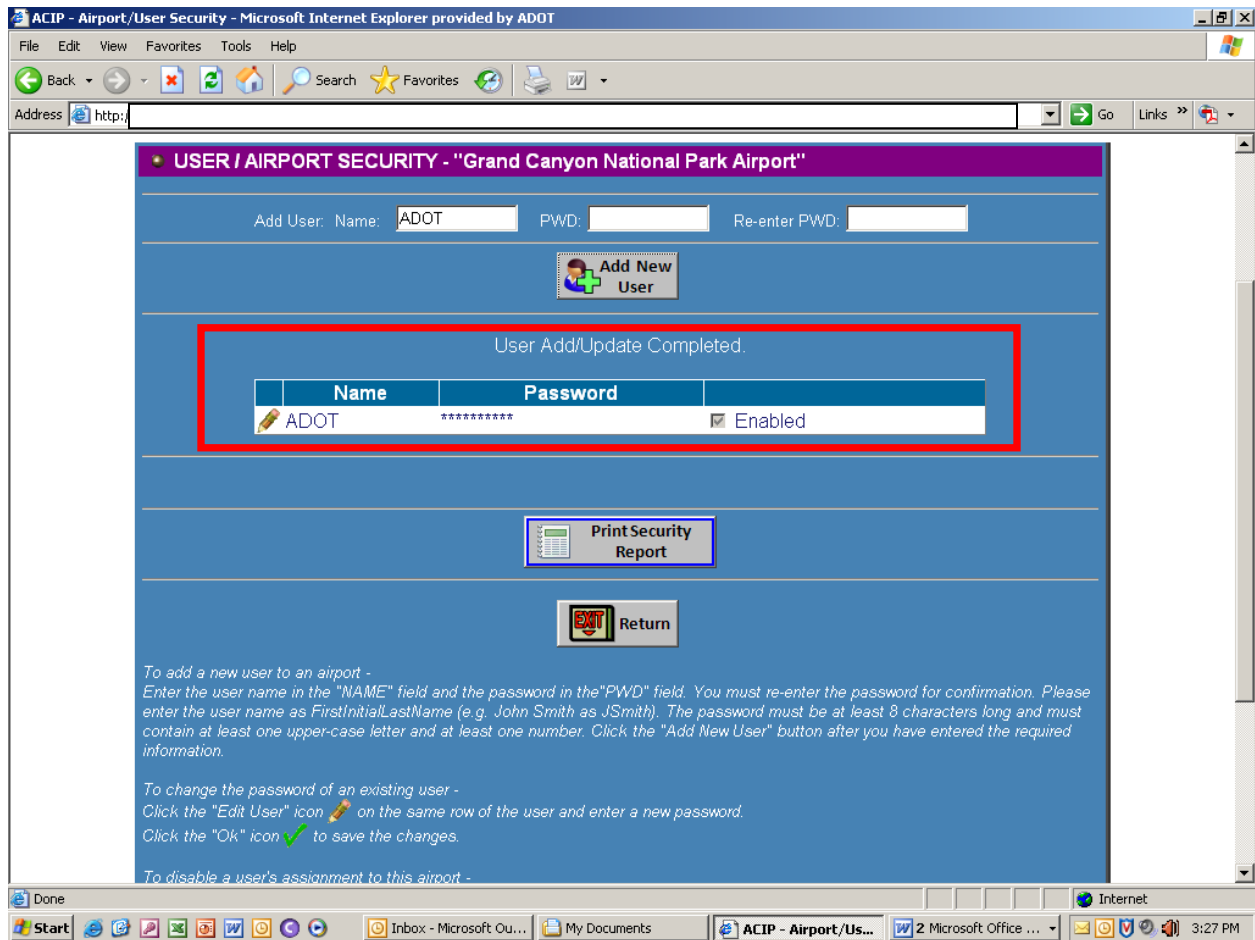 ACIP - Airport/User Security - Microsoft Internet Explorer provided by ADOT
File Edit View Favorites Tools Help
Back Search Favorites
Address http:/ Go Links »
USER / AIRPORT SECURITY - "Grand Canyon National Park Airport"
Add User: Name: ADOT PWD: Re-enter PWD:
Add New
User
User Add/Update Completed.
Name Password
ADOT ********** Enabled
Print Security
Report
EXIT Return
To add a new user to an airport -
Enter the user name in the "NAME" field and the password in the"PWD" field. You must re-enter the password for confirmation. Please
enter the user name as FirstInitialLastName (e.g. John Smith as JSmith). The password must be at least 8 characters long and must
contain at least one upper-case letter and at least one number. Click the "Add New User" button after you have entered the required
information.
To change the password of an existing user -
Click the "Edit User" icon on the same row of the user and enter a new password.
Click the "Ok" icon to save the changes.
To disable a user's assignment to this airport -
Done Internet
Start Inbox - Microsoft Ou... My Documents ACIP - Airport/Us... 2 Microsoft Office ... 3:27 PM